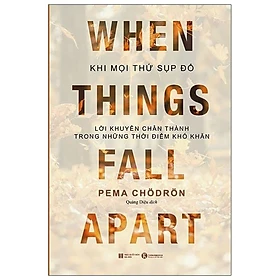 WHEN
KHI MỌI THỨ SỤP ĐỔ
THINGS
LỜI KHUYÊN CHÂN THÀNH
TRONG NHỮNG THỜI ĐIỂM KHÓ KHĂN
FALL
PEMA CHÖDRÖN
Quảng Diệu dịch
APART